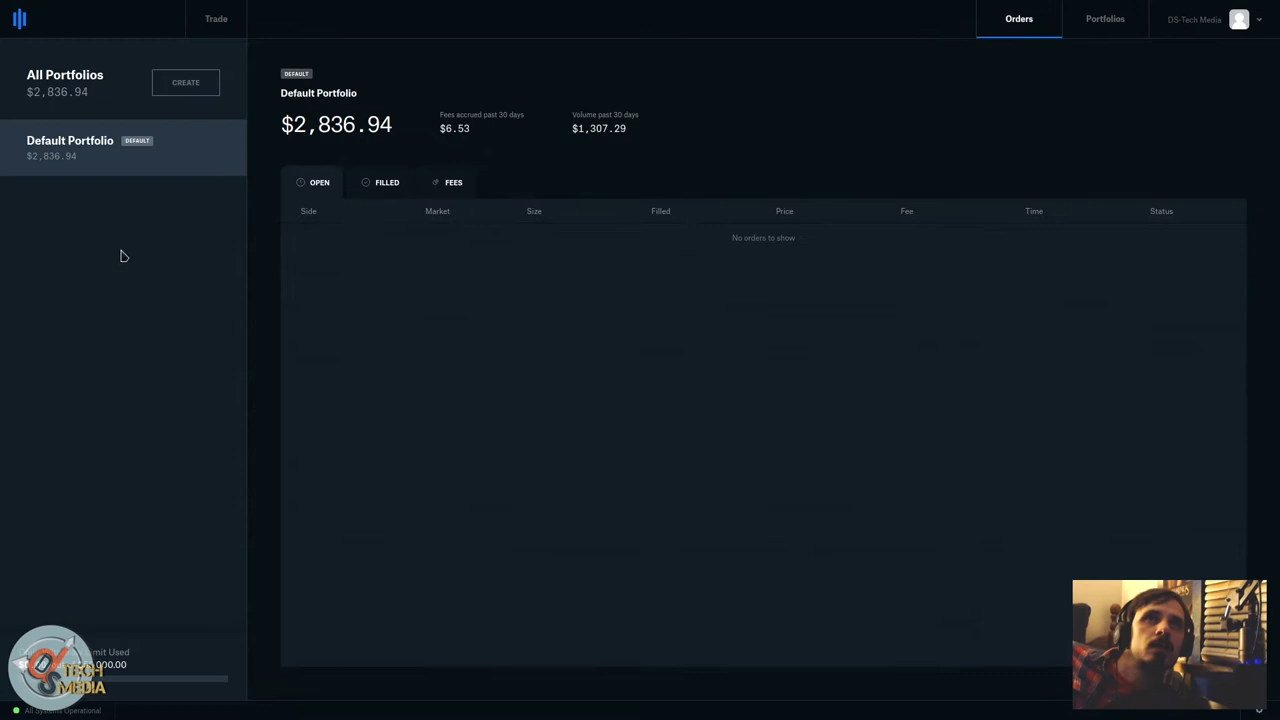 Trade
Orders
Portfolios
DS-Tech Media
All Portfolios
$2,836.94
CREATE
Default Portfolio DEFAULT
$2,836.94
DEFAULT
Default Portfolio
$2,836.94
Fees accrued past 30 days
$6.53
Volume past 30 days
$1,307.29
OPEN
FILLED
FEES
Side Market Size Filled Price Fee Time Status
No orders to show
Used
000.00
TECH
MEDIA
All Systems Operational